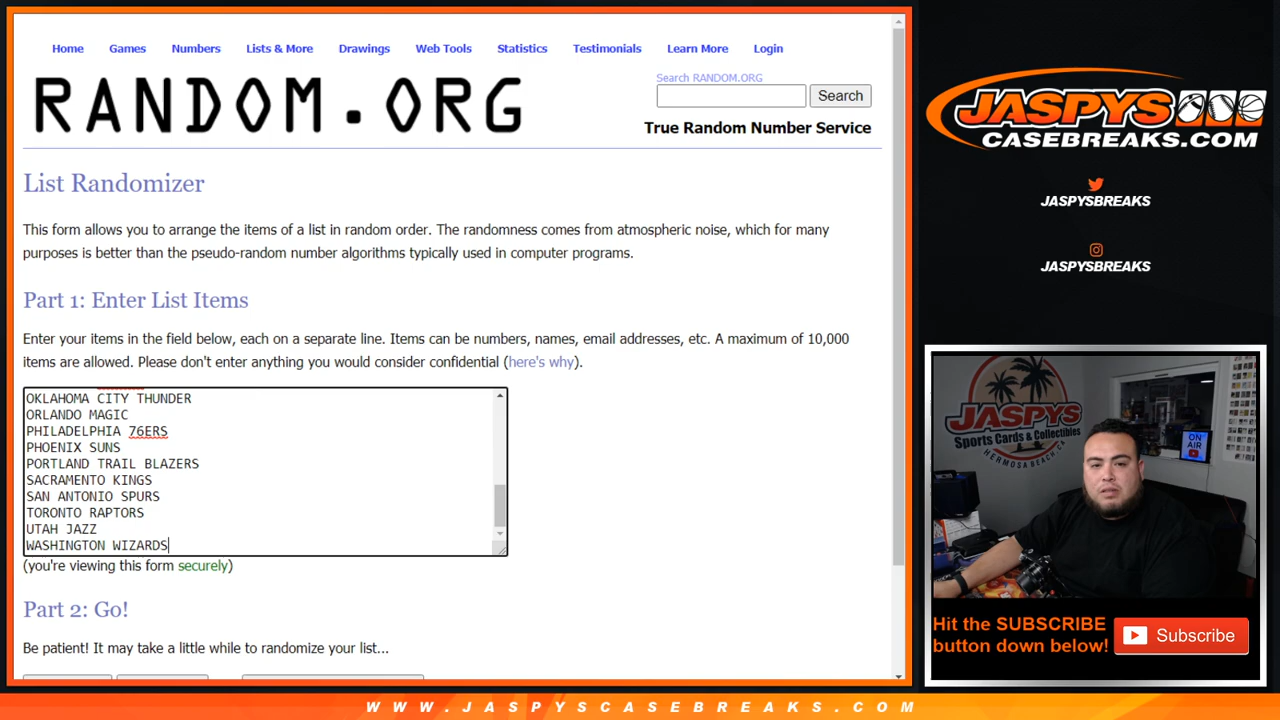 Home Games Numbers Lists & More Drawings Web Tools Statistics Testimonials Learn More Login
RANDOM.ORG
Search RANDOM.ORG
Search
True Random Number Service
List Randomizer
This form allows you to arrange the items of a list in random order. The randomness comes from atmospheric noise, which for many
purposes is better than the pseudo-random number algorithms typically used in computer programs.
Part 1: Enter List Items
Enter your items in the field below, each on a separate line. Items can be numbers, names, email addresses, etc. A maximum of 10,000
items are allowed. Please don't enter anything you would consider confidential (here's why).
OKLAHOMA CITY THUNDER
ORLANDO MAGIC
PHILADELPHIA 76ERS
PHOENIX SUNS
PORTLAND TRAIL BLAZERS
SACRAMENTO KINGS
SAN ANTONIO SPURS
TORONTO RAPTORS
UTAH JAZZ
WASHINGTON WIZARDS
(you're viewing this form securely)
Part 2: Go!
Be patient! It may take a little while to randomize your list...
JASPYS
CASEBREAKS.COM
JASPYSBREAKS
JASPYSBREAKS
JASPYS
Sports Cards & Collectibles
HERMOSA BEACH, CA
ON
AIR
Hit the SUBSCRIBE
button down below!
Subscribe
WWW.JASPYSCASEBREAKS.COM